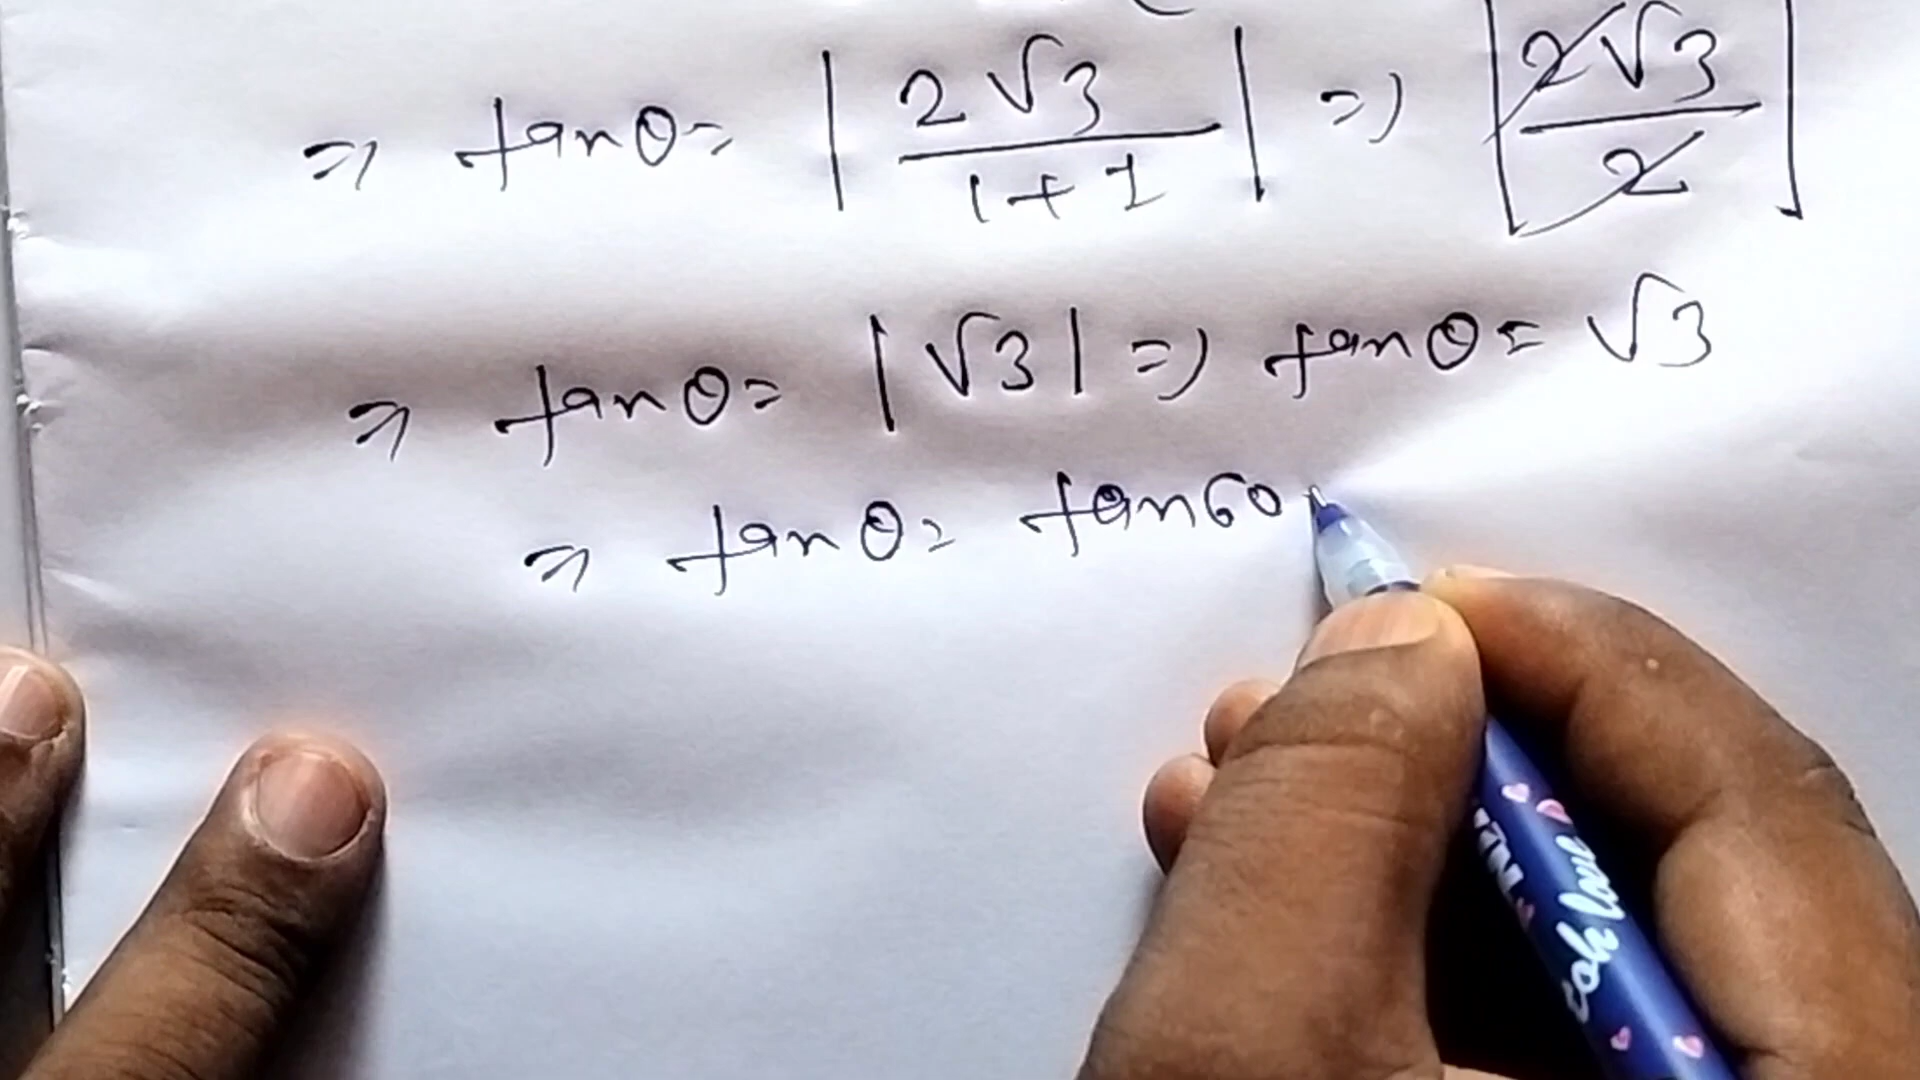 ⇒ tanθ = | 2√3 / 1+1 | ⇒ | 2√3 / 2 |
⇒ tanθ = |√3| ⇒ tanθ = √3
⇒ tanθ = tan60